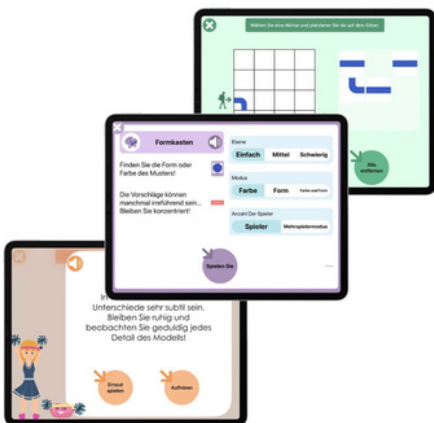 Wählen Sie eine Münze und platzieren Sie sie auf dem Gitter.
Alle
entfernen
Formkasten
Finden Sie die Form oder
Farbe des Musters!
Die Vorschläge können
manchmal irreführend sein...
Bleiben Sie konzentriert!
Ebene
Einfach Mittel Schwierig
Modus
Farbe Form Farbe und Form
Anzahl Der Spieler
Spieler Mehrspielermodus
Spielen Sie
Unterschiede sehr subtil sein.
Bleiben Sie ruhig und
beobachten Sie geduldig jedes
Detail des Modells!
Erneut
spielen
Aufhören